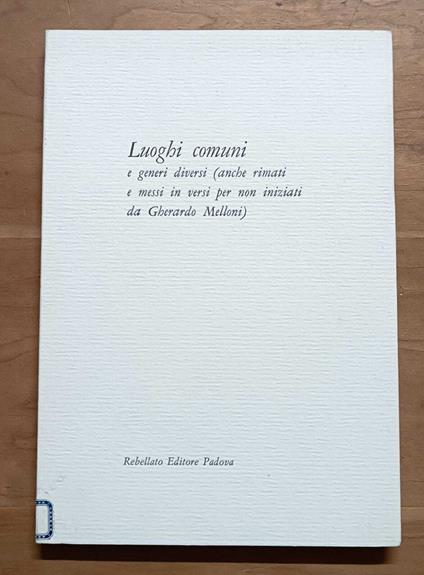 Luoghi comuni
e generi diversi (anche rimati
e messi in versi per non iniziati
da Gherardo Melloni)
Rebellato Editore Padova